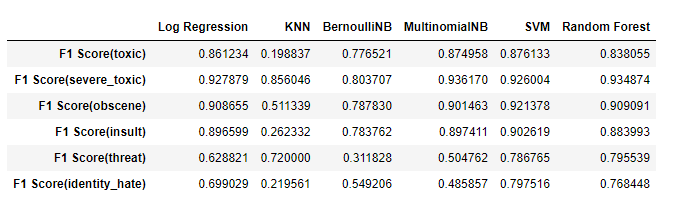 Log Regression KNN BernoulliNB MultinomialNB SVM Random Forest
F1 Score(toxic) 0.861234 0.198837 0.776521 0.874958 0.876133 0.838055
F1 Score(severe_toxic) 0.927879 0.856046 0.803707 0.936170 0.926004 0.934874
F1 Score(obscene) 0.908655 0.511339 0.787830 0.901463 0.921378 0.909091
F1 Score(insult) 0.896599 0.262332 0.783762 0.897411 0.902619 0.883993
F1 Score(threat) 0.628821 0.720000 0.311828 0.504762 0.786765 0.795539
F1 Score(identity_hate) 0.699029 0.219561 0.549206 0.485857 0.797516 0.768448